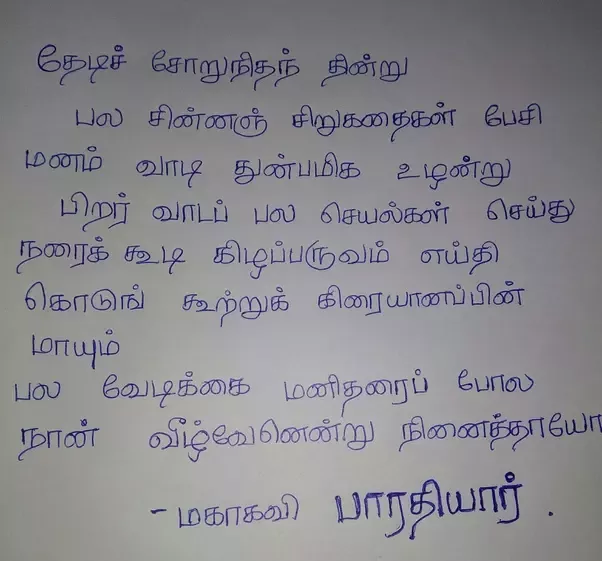 தேடிச் சோறுநிதந் தின்று
பல சின்னஞ் சிறுகதைகள் பேசி
மனம் வாடி துன்பமிக உழன்று
பிறர் வாடப் பல செயல்கள் செய்து
நரைக் கூடி கிழப்பருவம் எய்தி
கொடுங் கூற்றுக் கிரையானப்பின்
மாயும்
பல வேடிக்கை மனிதரைப் போல
நான் வீழ்வேனென்று நினைத்தாயோ
- மகாகவி பாரதியார் .